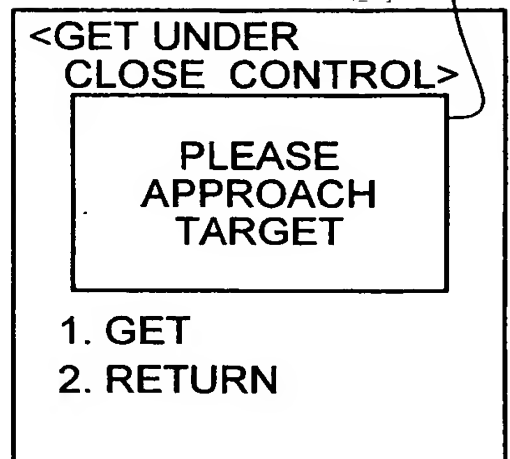 <GET UNDER
CLOSE CONTROL>
PLEASE
APPROACH
TARGET
1. GET
2. RETURN